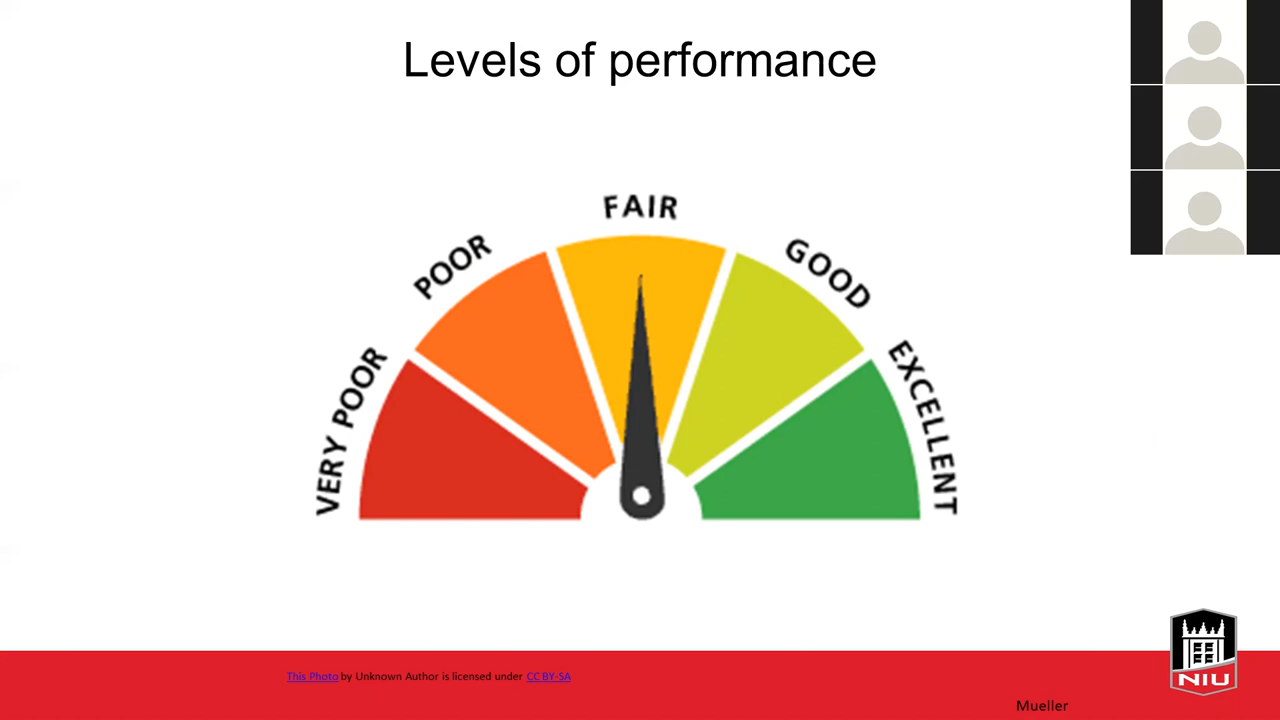 Levels of performance
VERY POOR
POOR
FAIR
GOOD
EXCELLENT
This Photo by Unknown Author is licensed under CC BY-SA
NIU
Mueller